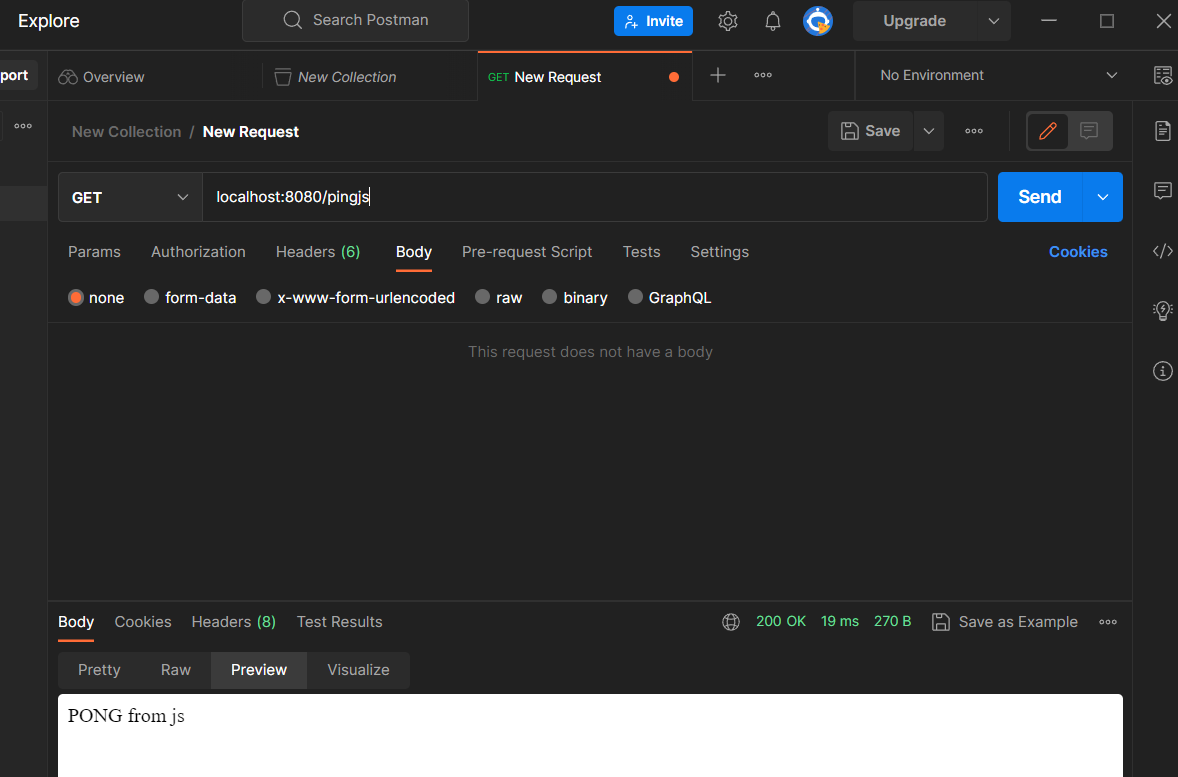 Explore
Search Postman
Invite
Upgrade
port
Overview
New Collection
GET New Request
No Environment
New Collection / New Request
Save
GET
localhost:8080/pingjs
Send
Params Authorization Headers (6) Body Pre-request Script Tests Settings Cookies
none form-data x-www-form-urlencoded raw binary GraphQL
This request does not have a body
Body Cookies Headers (8) Test Results 200 OK 19 ms 270 B Save as Example
Pretty Raw Preview Visualize
PONG from js